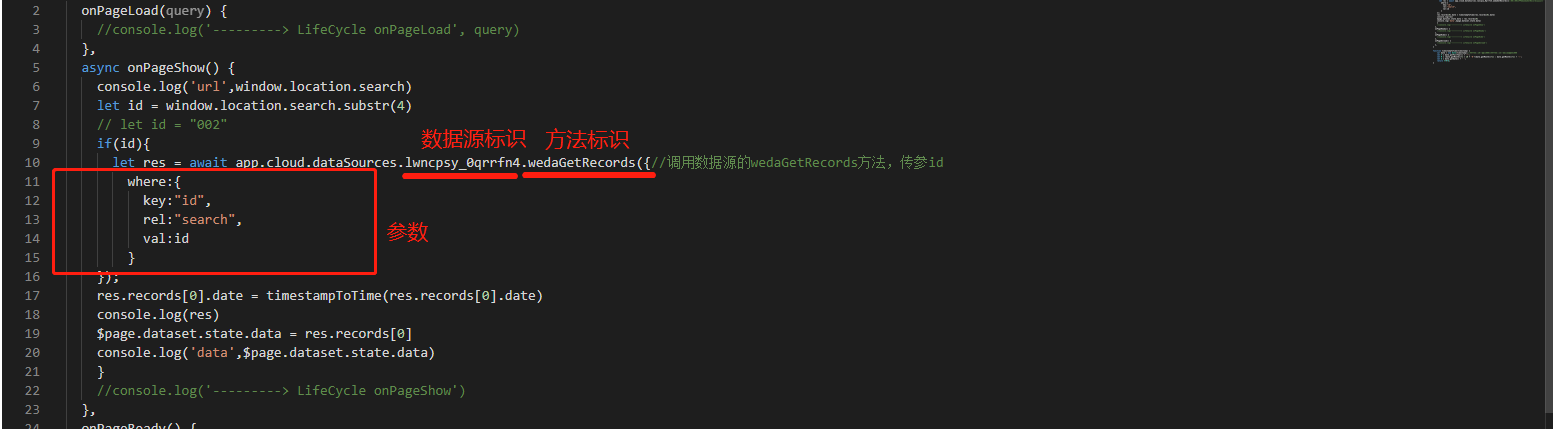 2 onPageLoad(query) {
3 //console.log('---------> LifeCycle onPageLoad', query)
4 },
5 async onPageShow() {
6 console.log('url',window.location.search)
7 let id = window.location.search.substr(4)
8 // let id = "002"
数据源标识 方法标识
9 if(id){
10 let res = await app.cloud.dataSources.lwncpsy_0qrrfn4.wedaGetRecords({//调用数据源的wedaGetRecords方法，传参id
11 where:{
12 key:"id",
13 rel:"search",
参数
14 val:id
15 }
16 });
17 res.records[0].date = timestampToTime(res.records[0].date)
18 console.log(res)
19 $page.dataset.state.data = res.records[0]
20 console.log('data',$page.dataset.state.data)
21 }
22 //console.log('---------> LifeCycle onPageShow')
23 },
24 onPageReady() {